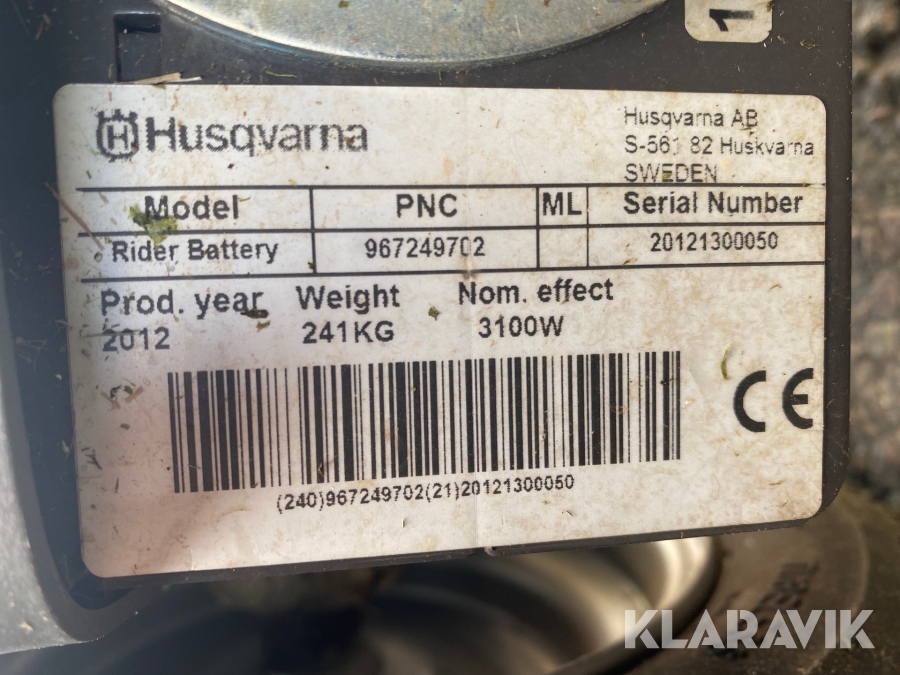 1
Husqvarna
Husqvarna AB
S-561 82 Huskvarna
SWEDEN
Model PNC ML Serial Number
Rider Battery 967249702 20121300050
Prod. year Weight Nom. effect
2012 241KG 3100W
CE
(240)967249702(21)20121300050
KLARAVIK